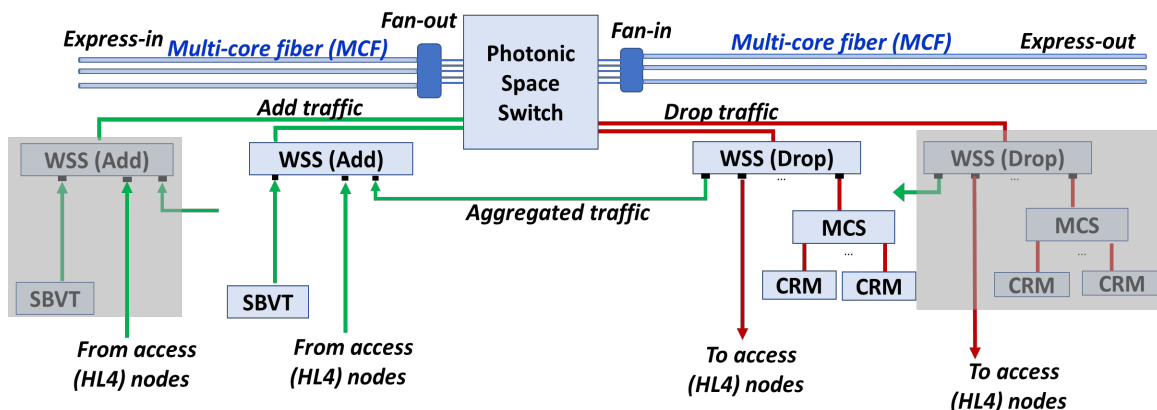 Express-in
Multi-core fiber (MCF)
Fan-out
Photonic
Space
Switch
Fan-in
Multi-core fiber (MCF)
Express-out
Add traffic
Drop traffic
WSS (Add)
WSS (Add)
WSS (Drop)
...
WSS (Drop)
...
Aggregated traffic
MCS
...
MCS
...
SBVT
SBVT
CRM
CRM
CRM
CRM
From access
(HL4) nodes
From access
(HL4) nodes
To access
(HL4) nodes
To access
(HL4) nodes